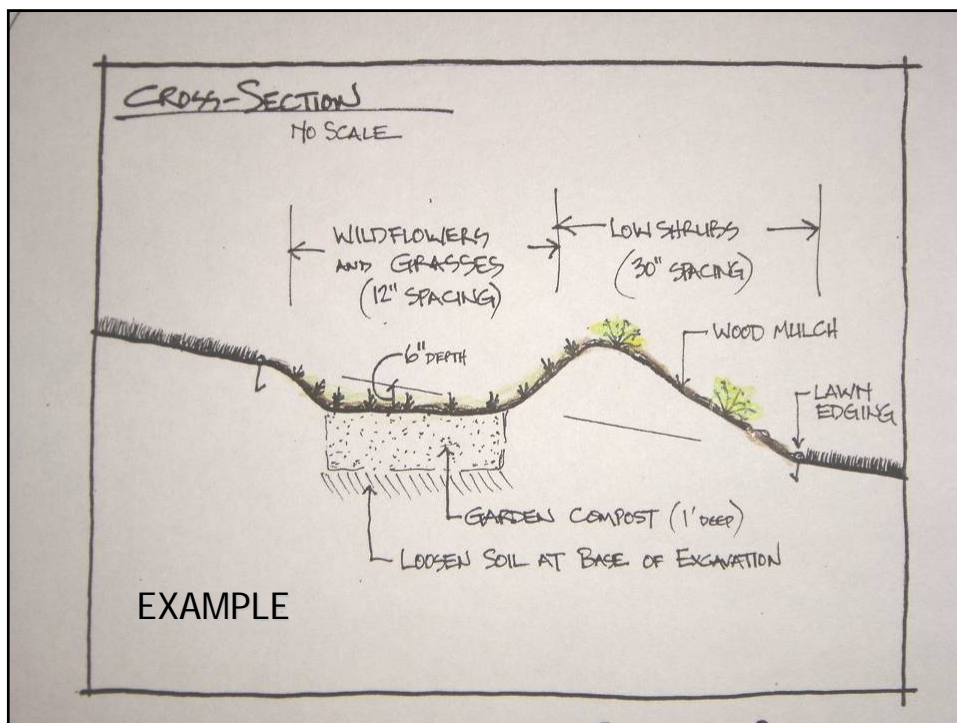 CROSS-SECTION
NO SCALE
WILDFLOWERS
AND GRASSES
(12" SPACING)
LOW SHRUBS
(30" SPACING)
6" DEPTH
WOOD MULCH
LAWN
EDGING
GARDEN COMPOST (1' DEEP)
LOOSEN SOIL AT BASE OF EXCAVATION
EXAMPLE